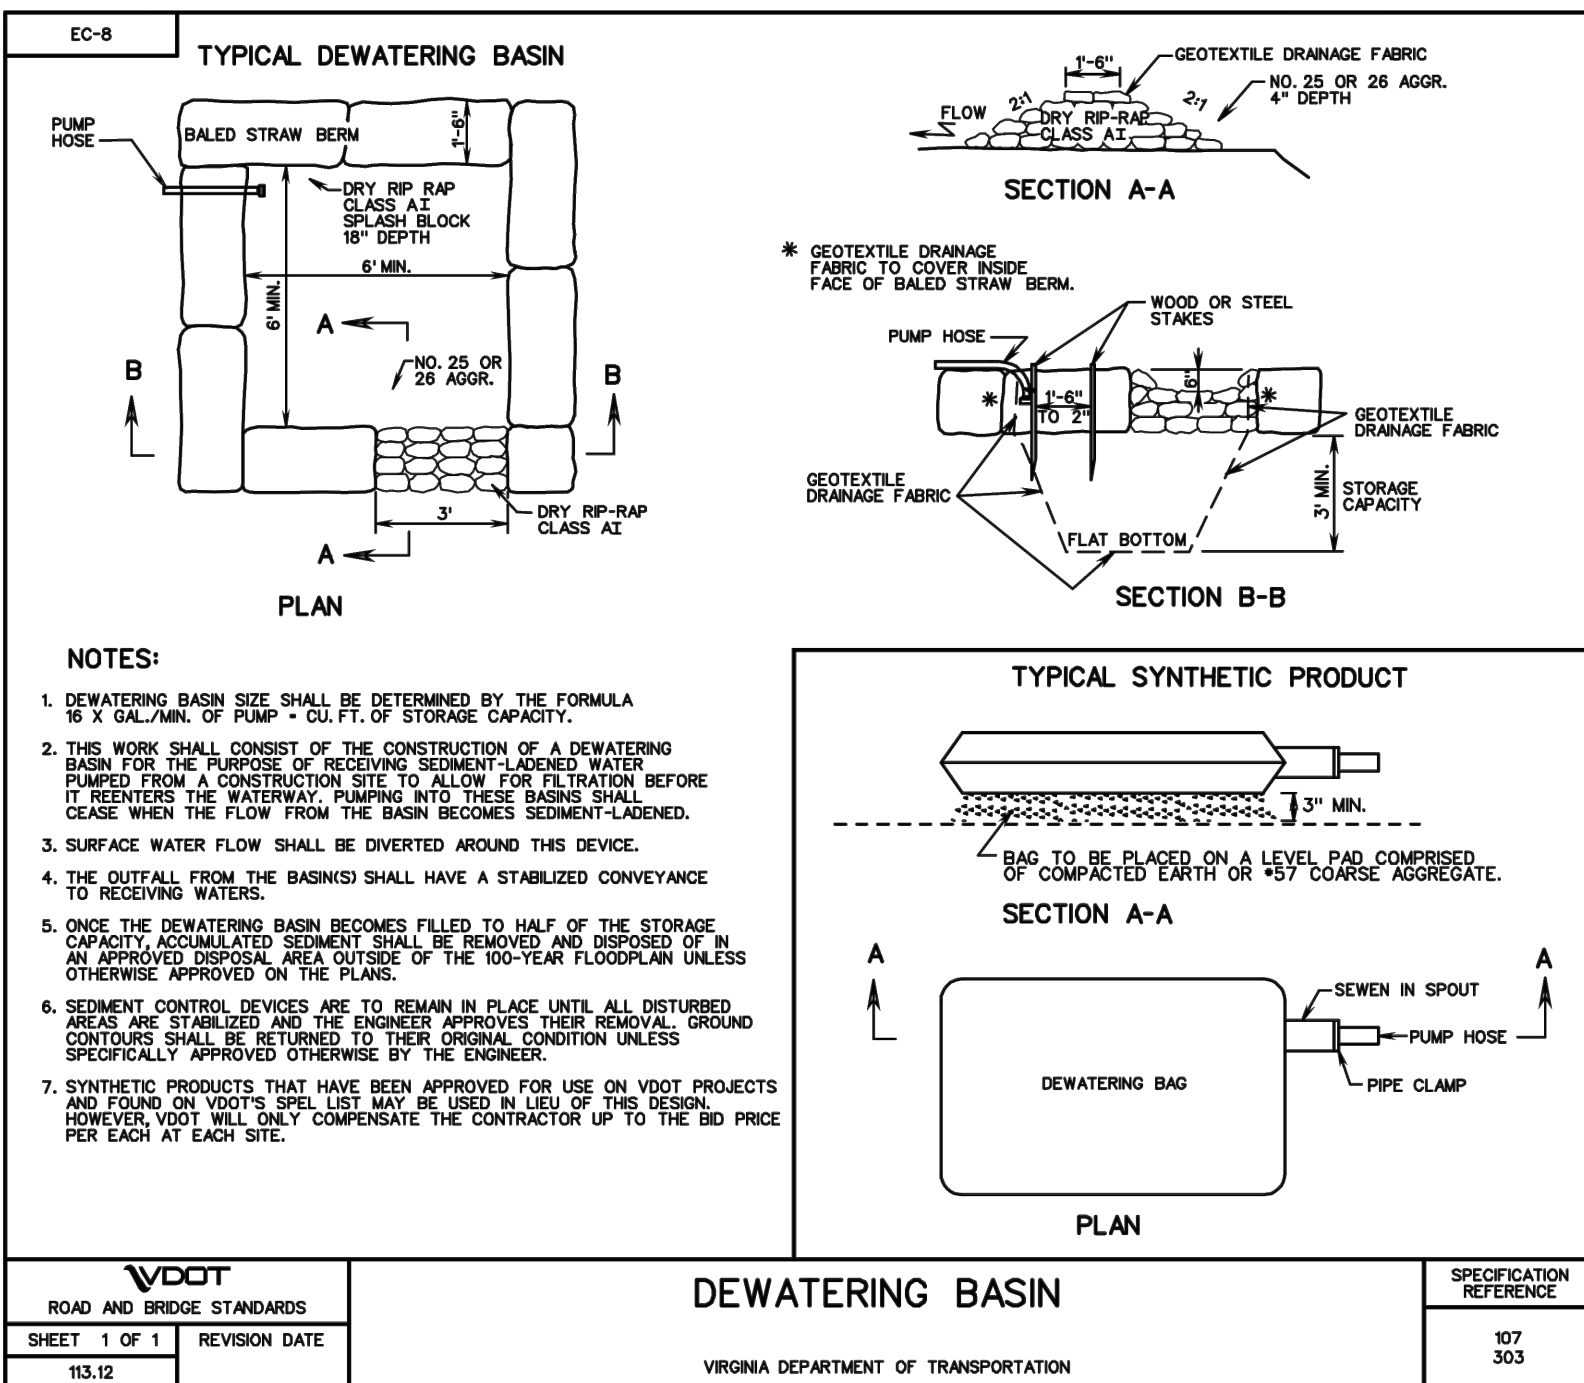 EC-8
TYPICAL DEWATERING BASIN
PUMP
HOSE
BALED STRAW BERM
1'-6"
DRY RIP RAP
CLASS AI
SPLASH BLOCK
18" DEPTH
6' MIN.
6' MIN.
A
NO. 25 OR
26 AGGR.
B
B
3'
DRY RIP-RAP
CLASS AI
A
PLAN
1'-6"
GEOTEXTILE DRAINAGE FABRIC
2:1
2:1
NO. 25 OR 26 AGGR.
4" DEPTH
FLOW
DRY RIP-RAP
CLASS AI
SECTION A-A
* GEOTEXTILE DRAINAGE
FABRIC TO COVER INSIDE
FACE OF BALED STRAW BERM.
WOOD OR STEEL
STAKES
PUMP HOSE
*
1'-6"
TO 2"
6"
*
GEOTEXTILE
DRAINAGE FABRIC
GEOTEXTILE
DRAINAGE FABRIC
3' MIN.
STORAGE
CAPACITY
FLAT BOTTOM
SECTION B-B
NOTES:
1. DEWATERING BASIN SIZE SHALL BE DETERMINED BY THE FORMULA
16 X GAL./MIN. OF PUMP = CU. FT. OF STORAGE CAPACITY.
2. THIS WORK SHALL CONSIST OF THE CONSTRUCTION OF A DEWATERING
BASIN FOR THE PURPOSE OF RECEIVING SEDIMENT-LADENED WATER
PUMPED FROM A CONSTRUCTION SITE TO ALLOW FOR FILTRATION BEFORE
IT REENTERS THE WATERWAY. PUMPING INTO THESE BASINS SHALL
CEASE WHEN THE FLOW FROM THE BASIN BECOMES SEDIMENT-LADENED.
3. SURFACE WATER FLOW SHALL BE DIVERTED AROUND THIS DEVICE.
4. THE OUTFALL FROM THE BASIN(S) SHALL HAVE A STABILIZED CONVEYANCE
TO RECEIVING WATERS.
5. ONCE THE DEWATERING BASIN BECOMES FILLED TO HALF OF THE STORAGE
CAPACITY, ACCUMULATED SEDIMENT SHALL BE REMOVED AND DISPOSED OF IN
AN APPROVED DISPOSAL AREA OUTSIDE OF THE 100-YEAR FLOODPLAIN UNLESS
OTHERWISE APPROVED ON THE PLANS.
6. SEDIMENT CONTROL DEVICES ARE TO REMAIN IN PLACE UNTIL ALL DISTURBED
AREAS ARE STABILIZED AND THE ENGINEER APPROVES THEIR REMOVAL. GROUND
CONTOURS SHALL BE RETURNED TO THEIR ORIGINAL CONDITION UNLESS
SPECIFICALLY APPROVED OTHERWISE BY THE ENGINEER.
7. SYNTHETIC PRODUCTS THAT HAVE BEEN APPROVED FOR USE ON VDOT PROJECTS
AND FOUND ON VDOT'S SPEL LIST MAY BE USED IN LIEU OF THIS DESIGN.
HOWEVER, VDOT WILL ONLY COMPENSATE THE CONTRACTOR UP TO THE BID PRICE
PER EACH AT EACH SITE.
TYPICAL SYNTHETIC PRODUCT
3" MIN.
BAG TO BE PLACED ON A LEVEL PAD COMPRISED
OF COMPACTED EARTH OR #57 COARSE AGGREGATE.
SECTION A-A
A
A
SEWEN IN SPOUT
PUMP HOSE
DEWATERING BAG
PIPE CLAMP
PLAN
VDOT
ROAD AND BRIDGE STANDARDS
SHEET 1 OF 1
REVISION DATE
113.12
DEWATERING BASIN
VIRGINIA DEPARTMENT OF TRANSPORTATION
SPECIFICATION
REFERENCE
107
303